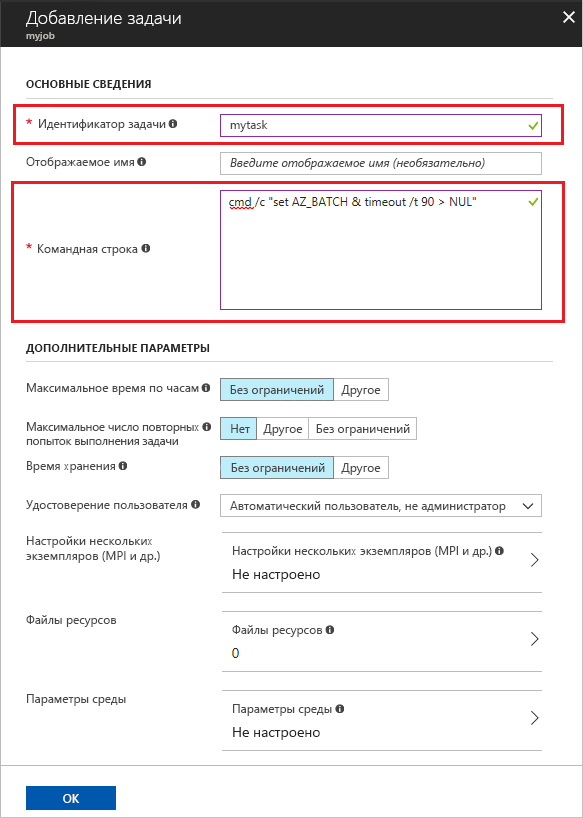 Добавление задачи
myjob
ОСНОВНЫЕ СВЕДЕНИЯ
* Идентификатор задачи
mytask
Отображаемое имя
Введите отображаемое имя (необязательно)
cmd /c "set AZ_BATCH & timeout /t 90 > NUL"
* Командная строка
ДОПОЛНИТЕЛЬНЫЕ ПАРАМЕТРЫ
Максимальное время по часам
Без ограничений Другое
Максимальное число повторных
попыток выполнения задачи
Нет Другое Без ограничений
Время хранения
Без ограничений Другое
Удостоверение пользователя
Автоматический пользователь, не администратор
Настройки нескольких
экземпляров (MPI и др.)
Настройки нескольких экземпляров (MPI и др.)
Не настроено
Файлы ресурсов
Файлы ресурсов
0
Параметры среды
Параметры среды
Не настроено
ОК